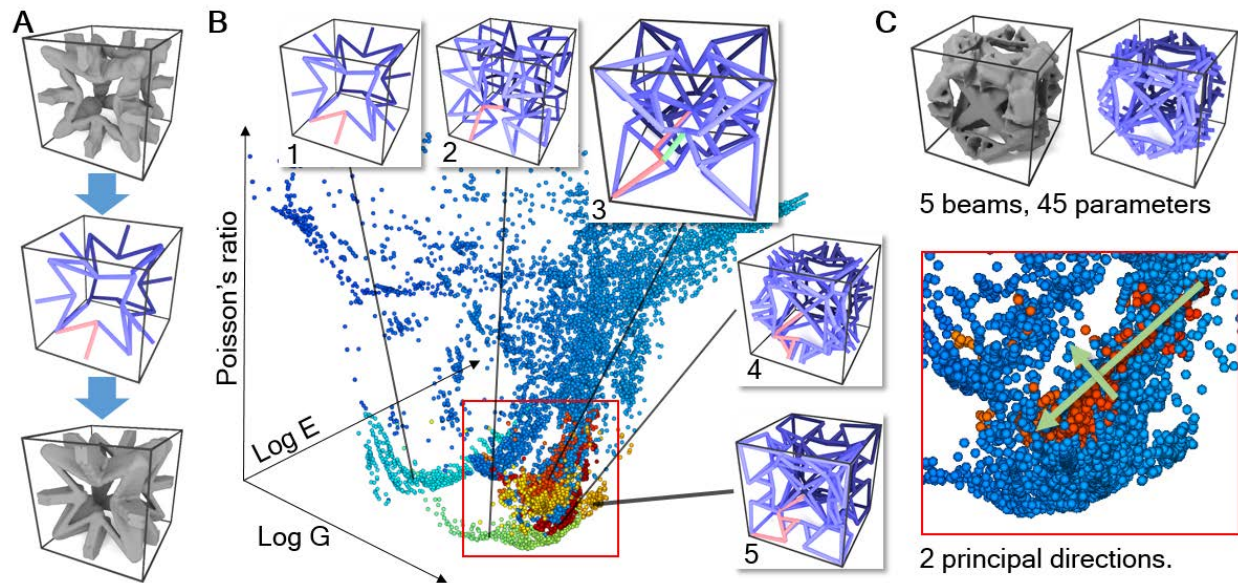 A
B
C
1
2
3
4
5
Poisson's ratio
Log E
Log G
5 beams, 45 parameters
2 principal directions.